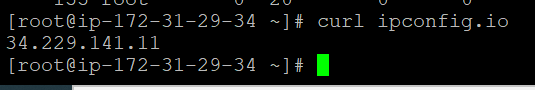 [root@ip-172-31-29-34 ~]# curl ipconfig.io
34.229.141.11
[root@ip-172-31-29-34 ~]#